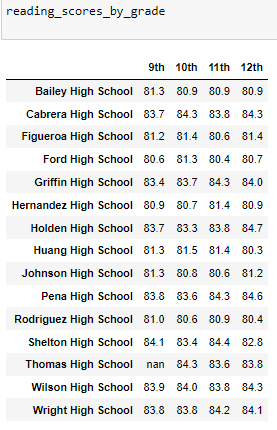 reading_scores_by_grade
9th 10th 11th 12th
Bailey High School 81.3 80.9 80.9 80.9
Cabrera High School 83.7 84.3 83.8 84.3
Figueroa High School 81.2 81.4 80.6 81.4
Ford High School 80.6 81.3 80.4 80.7
Griffin High School 83.4 83.7 84.3 84.0
Hernandez High School 80.9 80.7 81.4 80.9
Holden High School 83.7 83.3 83.8 84.7
Huang High School 81.3 81.5 81.4 80.3
Johnson High School 81.3 80.8 80.6 81.2
Pena High School 83.8 83.6 84.3 84.6
Rodriguez High School 81.0 80.6 80.9 80.4
Shelton High School 84.1 83.4 84.4 82.8
Thomas High School nan 84.3 83.6 83.8
Wilson High School 83.9 84.0 83.8 84.3
Wright High School 83.8 83.8 84.2 84.1